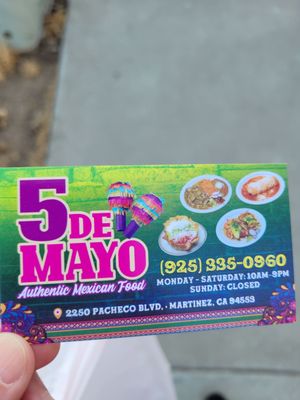 5 DE
MAYO
Authentic Mexican Food
(925) 335-0960
MONDAY - SATURDAY: 10AM-9PM
SUNDAY: CLOSED
2250 PACHECO BLVD, · MARTINEZ, CA 94553